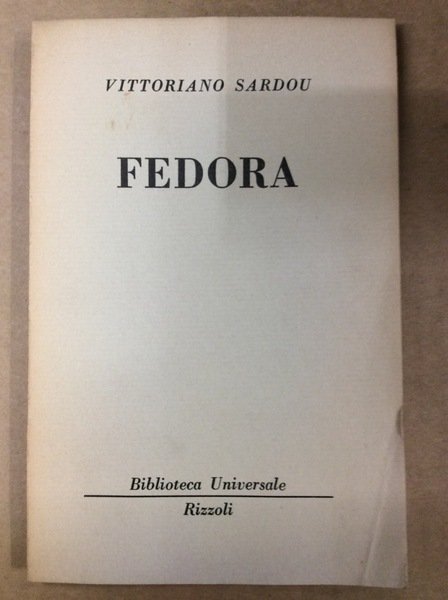 VITTORIANO SARDOU
FEDORA
Biblioteca Universale
Rizzoli